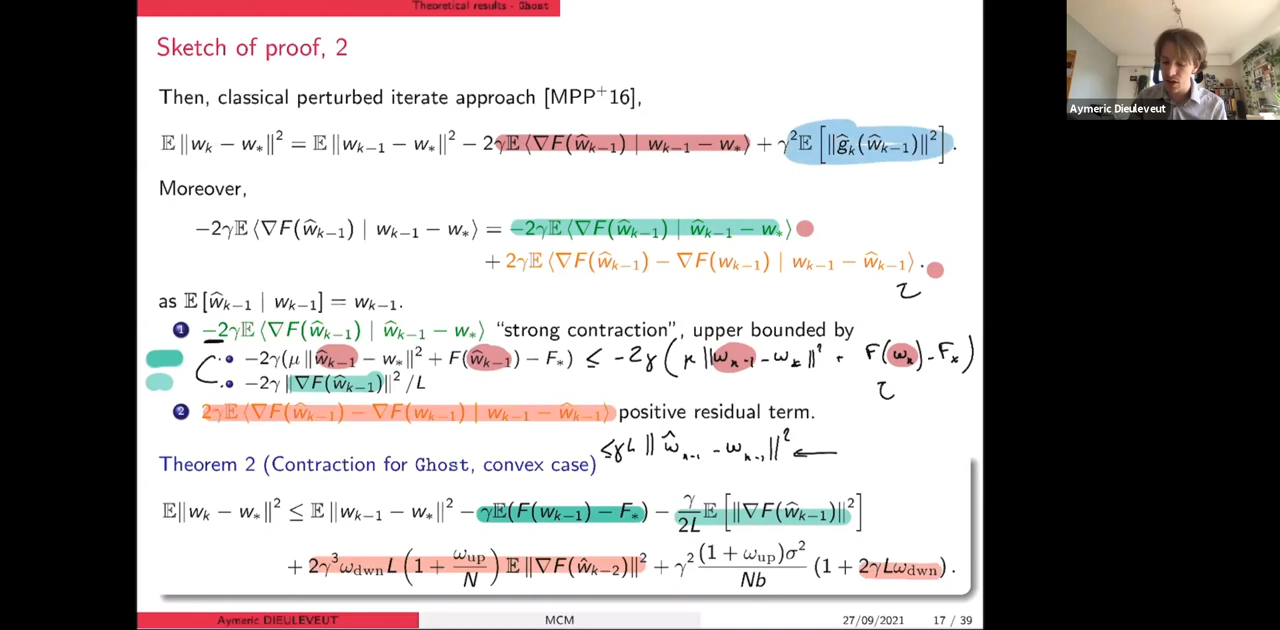 Theoretical results - Ghost
Sketch of proof, 2
Aymeric Dieuleveut
Then, classical perturbed iterate approach [MPP⁺16],
𝔼 ‖w_k − w_*‖² = 𝔼 ‖w_{k−1} − w_*‖² − 2γ𝔼 ⟨∇F(ŵ_{k−1}) | w_{k−1} − w_*⟩ + γ²𝔼 [‖ĝ_k(ŵ_{k−1})‖²] .
Moreover,
−2γ𝔼 ⟨∇F(ŵ_{k−1}) | w_{k−1} − w_*⟩ = −2γ𝔼 ⟨∇F(ŵ_{k−1}) | ŵ_{k−1} − w_*⟩
+ 2γ𝔼 ⟨∇F(ŵ_{k−1}) − ∇F(w_{k−1}) | w_{k−1} − ŵ_{k−1}⟩ .
as 𝔼 [ŵ_{k−1} | w_{k−1}] = w_{k−1}.
1 −2γ𝔼 ⟨∇F(ŵ_{k−1}) | ŵ_{k−1} − w_*⟩ “strong contraction”, upper bounded by
• −2γ(μ ‖ŵ_{k−1} − w_*‖² + F(ŵ_{k−1}) − F_*) ≤ −2γ ( μ ‖w_{k−1} − w_*‖² + F(w_k) − F_* )
• −2γ ‖∇F(ŵ_{k−1})‖² /L
2 2γ𝔼 ⟨∇F(ŵ_{k−1}) − ∇F(w_{k−1}) | w_{k−1} − ŵ_{k−1}⟩ positive residual term.
≤ γL ‖ŵ_{k−1} − w_{k−1}‖² ←
Theorem 2 (Contraction for Ghost, convex case)
𝔼‖w_k − w_*‖² ≤ 𝔼 ‖w_{k−1} − w_*‖² − γ𝔼(F(w_{k−1}) − F_*) − γ/2L 𝔼 [‖∇F(ŵ_{k−1})‖²]
+ 2γ³ω_dwn L (1 + ω_up/N) 𝔼 ‖∇F(ŵ_{k−2})‖² + γ² (1 + ω_up)σ²/Nb (1 + 2γLω_dwn) .
Aymeric DIEULEVEUT MCM 27/09/2021 17 / 39